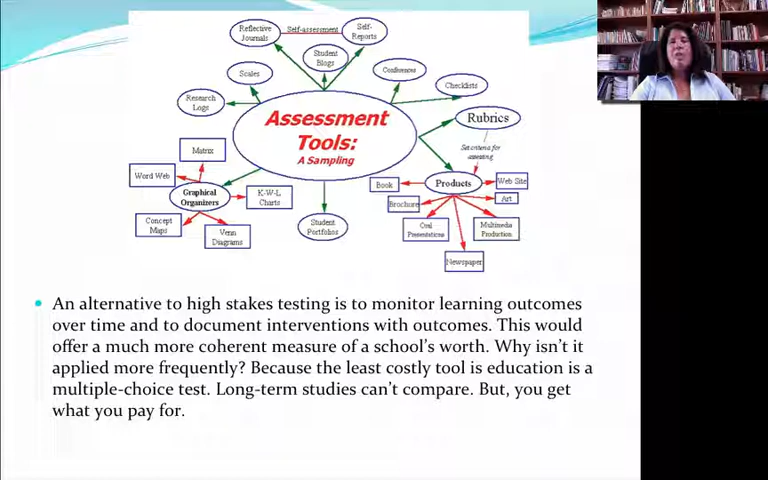 Reflective
Journals
Self-assessment
Self-
Reports
Student
Blogs
Scales
Conferences
Checklists
Research
Logs
Assessment
Tools:
A Sampling
Rubrics
Set criteria for
assessing
Matrix
Word Web
Graphical
Organizers
K-W-L
Charts
Concept
Maps
Venn
Diagrams
Student
Portfolios
Products
Book
Web Site
Brochure
Art
Oral
Presentations
Multimedia
Production
Newspaper
An alternative to high stakes testing is to monitor learning outcomes
over time and to document interventions with outcomes. This would
offer a much more coherent measure of a school's worth. Why isn't it
applied more frequently? Because the least costly tool is education is a
multiple-choice test. Long-term studies can't compare. But, you get
what you pay for.